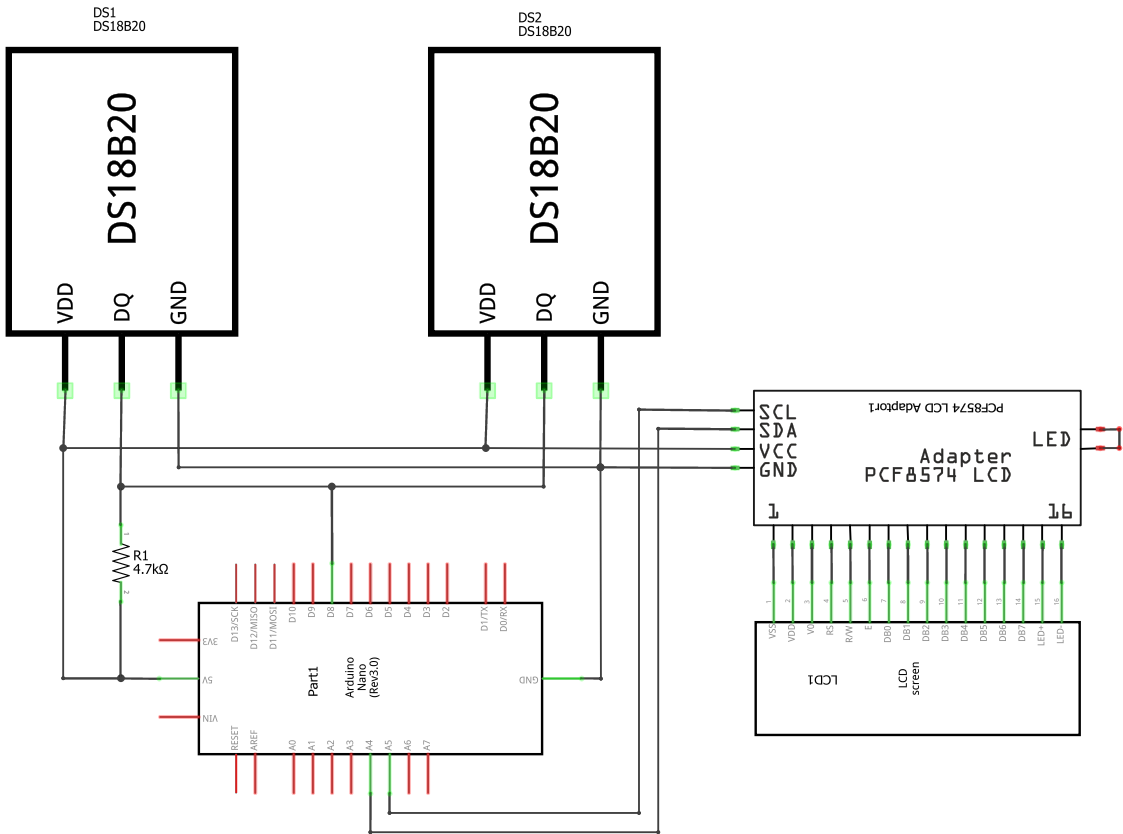 DS1
DS18B20
DS2
DS18B20
DS18B20
DS18B20
VDD
DQ
GND
VDD
DQ
GND
SCL
SDA
VCC
GND
PCF8574 LCD Adaptor1
LED
Adapter
PCF8574 LCD
1
16
R1
4.7kΩ
1
2
D13/SCK
D12/MISO
D11/MOSI
D10
D9
D8
D7
D6
D5
D4
D3
D2
D1/TX
D0/RX
3V3
5V
VIN
GND
Part1
Arduino
Nano
(Rev3.0)
RESET
AREF
A0
A1
A2
A3
A4
A5
A6
A7
1
2
3
4
5
6
7
8
9
10
11
12
13
14
15
16
VSS
VDD
V0
RS
R/W
E
DB0
DB1
DB2
DB3
DB4
DB5
DB6
DB7
LED+
LED-
LCD1
LCD
screen